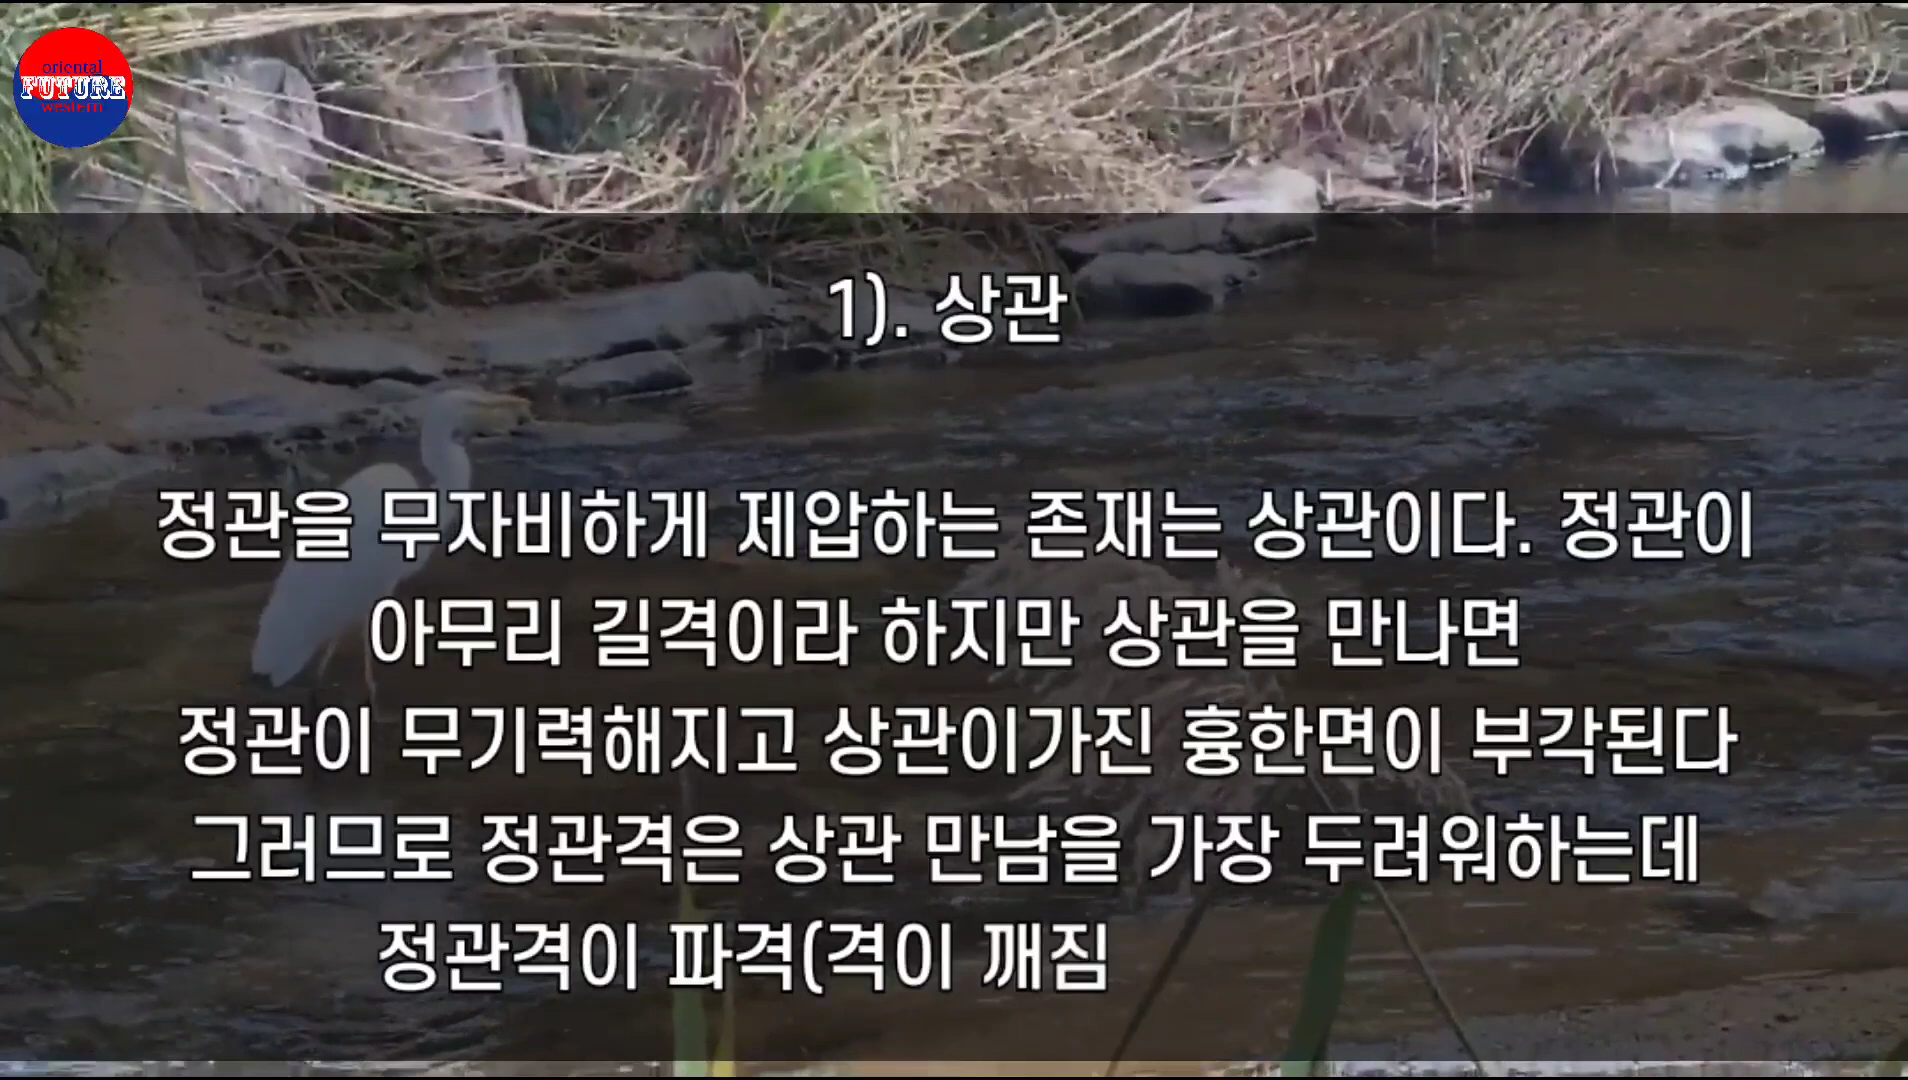 oriental
FUTURE
western
1). 상관
정관을 무자비하게 제압하는 존재는 상관이다. 정관이
아무리 길격이라 하지만 상관을 만나면
정관이 무기력해지고 상관이가진 흉한면이 부각된다
그러므로 정관격은 상관 만남을 가장 두려워하는데
정관격이 파격(격이 깨짐